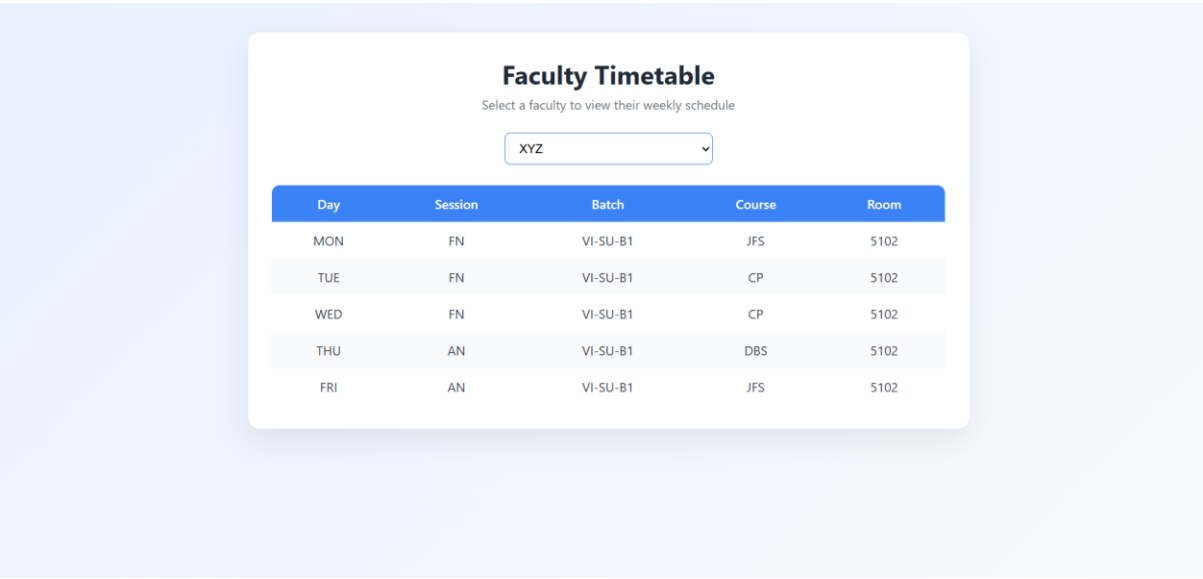 Faculty Timetable
Select a faculty to view their weekly schedule
XYZ
Day Session Batch Course Room
MON FN VI-SU-B1 JFS 5102
TUE FN VI-SU-B1 CP 5102
WED FN VI-SU-B1 CP 5102
THU AN VI-SU-B1 DBS 5102
FRI AN VI-SU-B1 JFS 5102